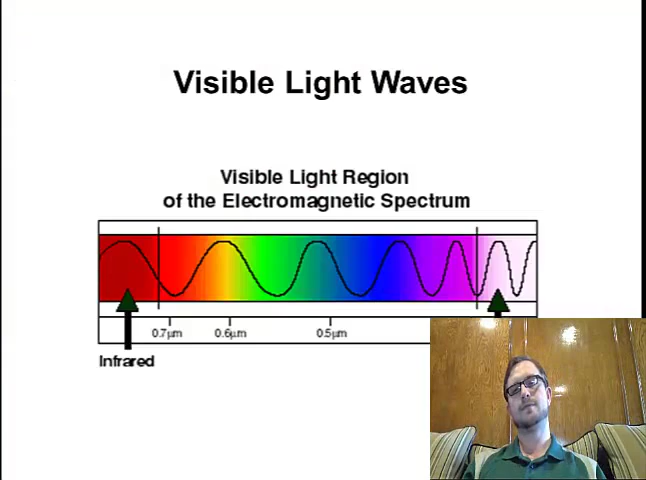 Visible Light Waves
Visible Light Region
of the Electromagnetic Spectrum
0.7µm 0.6µm 0.5µm
Infrared